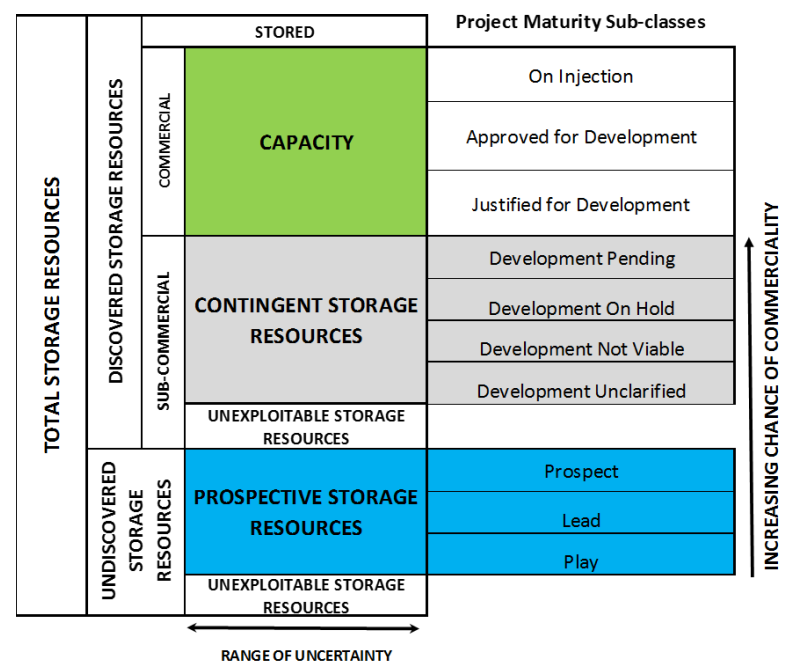 STORED
Project Maturity Sub-classes
TOTAL STORAGE RESOURCES
DISCOVERED STORAGE RESOURCES
COMMERCIAL
CAPACITY
On Injection
Approved for Development
Justified for Development
SUB-COMMERCIAL
CONTINGENT STORAGE
RESOURCES
Development Pending
Development On Hold
Development Not Viable
Development Unclarified
UNEXPLOITABLE STORAGE
RESOURCES
UNDISCOVERED
STORAGE
RESOURCES
PROSPECTIVE STORAGE
RESOURCES
Prospect
Lead
Play
UNEXPLOITABLE STORAGE
RESOURCES
INCREASING CHANCE OF COMMERCIALITY
RANGE OF UNCERTAINTY